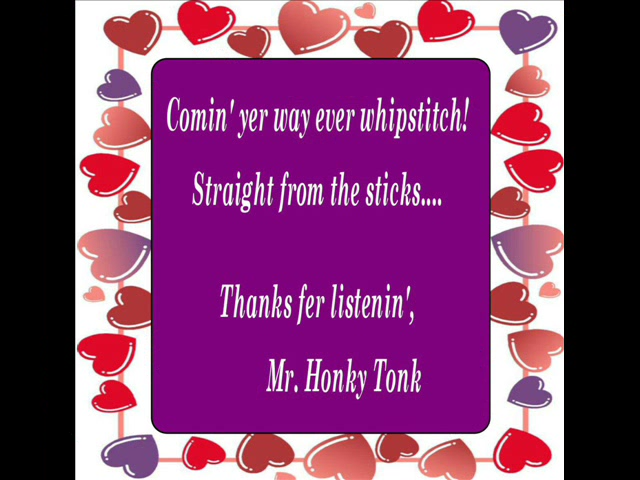 Comin' yer way ever whipstitch!
Straight from the sticks....
Thanks fer listenin',
Mr. Honky Tonk